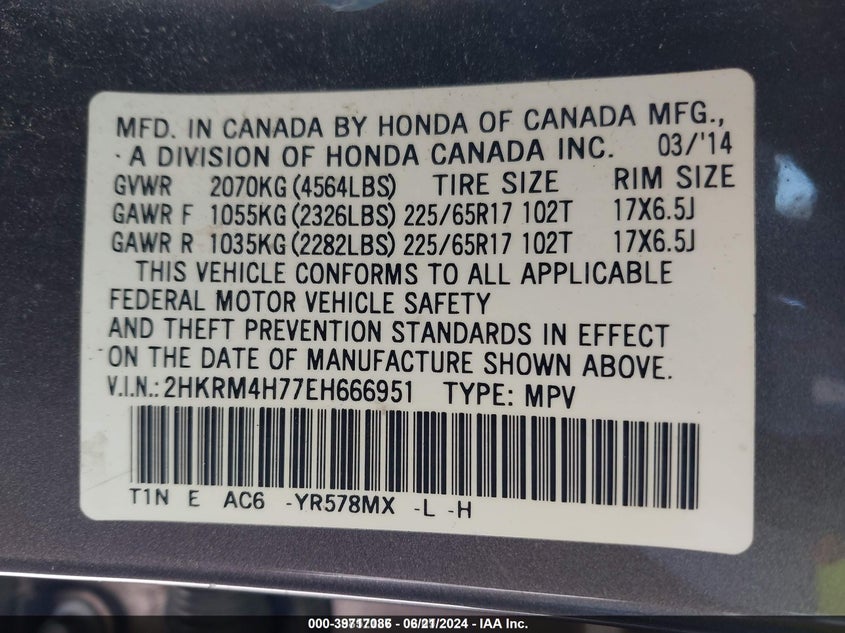 MFD. IN CANADA BY HONDA OF CANADA MFG.,
A DIVISION OF HONDA CANADA INC. 03/'14
GVWR 2070KG (4564LBS) TIRE SIZE RIM SIZE
GAWR F 1055KG (2326LBS) 225/65R17 102T 17X6.5J
GAWR R 1035KG (2282LBS) 225/65R17 102T 17X6.5J
THIS VEHICLE CONFORMS TO ALL APPLICABLE
FEDERAL MOTOR VEHICLE SAFETY
AND THEFT PREVENTION STANDARDS IN EFFECT
ON THE DATE OF MANUFACTURE SHOWN ABOVE.
V.I.N.: 2HKRM4H77EH666951 TYPE: MPV
T1N E AC6 -YR578MX -L -H
- IAA Inc.